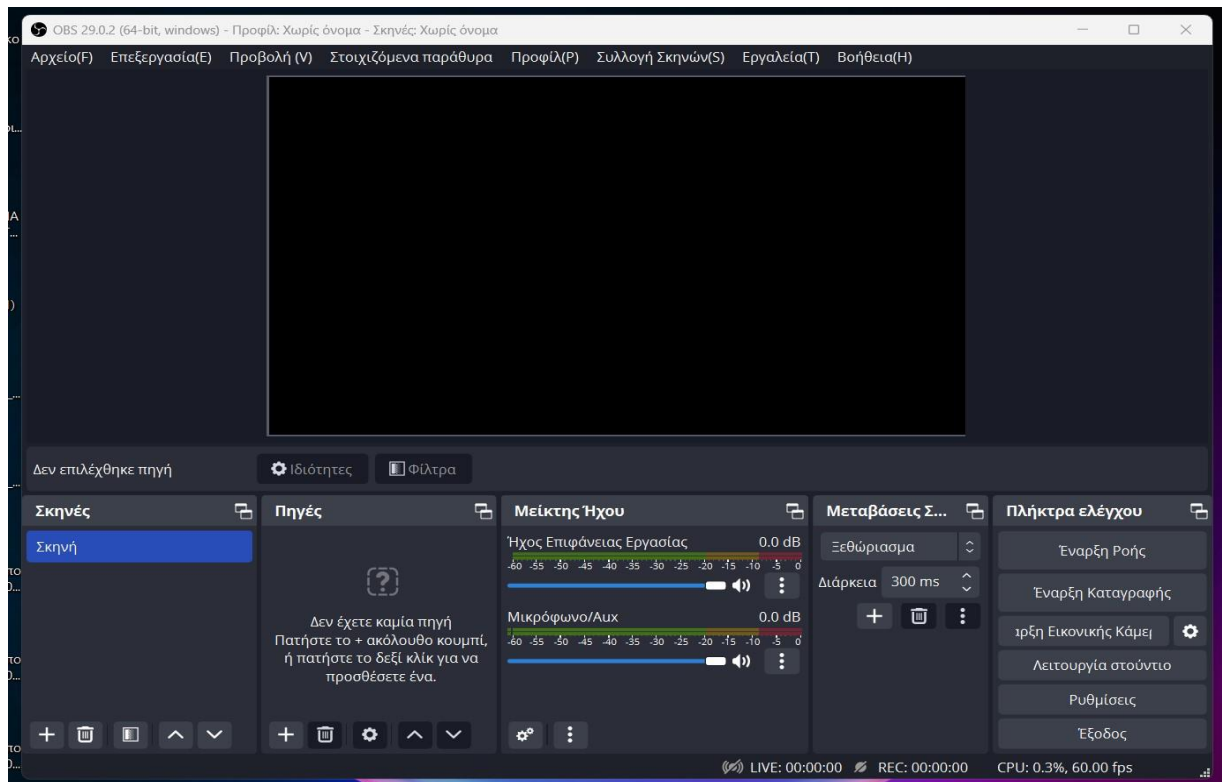 OBS 29.0.2 (64-bit, windows) - Προφίλ: Χωρίς όνομα - Σκηνές: Χωρίς όνομα
Αρχείο(F) Επεξεργασία(E) Προβολή (V) Στοιχιζόμενα παράθυρα Προφίλ(P) Συλλογή Σκηνών(S) Εργαλεία(T) Βοήθεια(H)
Δεν επιλέχθηκε πηγή Ιδιότητες Φίλτρα
Σκηνές
Σκηνή
Πηγές
Δεν έχετε καμία πηγή
Πατήστε το + ακόλουθο κουμπί,
ή πατήστε το δεξί κλίκ για να
προσθέσετε ένα.
Μείκτης Ήχου
Ήχος Επιφάνειας Εργασίας 0.0 dB
-60 -55 -50 -45 -40 -35 -30 -25 -20 -15 -10 -5 0
Μικρόφωνο/Aux 0.0 dB
-60 -55 -50 -45 -40 -35 -30 -25 -20 -15 -10 -5 0
Μεταβάσεις Σ...
Ξεθώριασμα
Διάρκεια 300 ms
Πλήκτρα ελέγχου
Έναρξη Ροής
Έναρξη Καταγραφής
ρξη Εικονικής Κάμε
Λειτουργία στούντιο
Ρυθμίσεις
Έξοδος
LIVE: 00:00:00 REC: 00:00:00 CPU: 0.3%, 60.00 fps